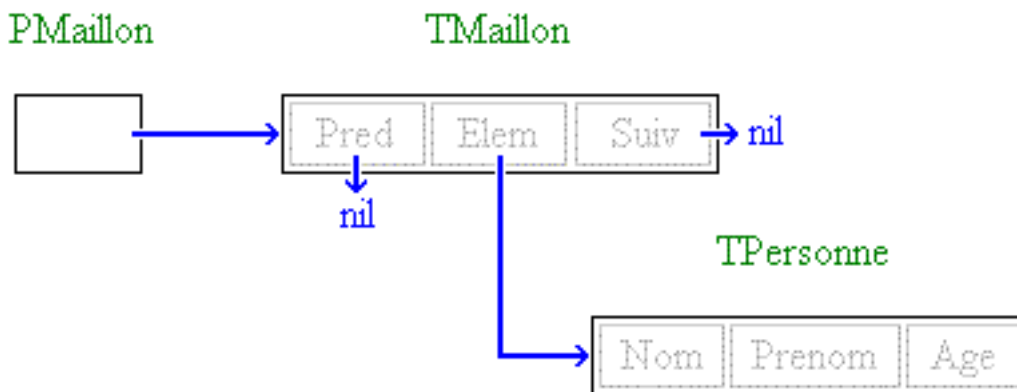 PMaillon TMaillon
Pred Elem Suiv nil
nil
TPersonne
Nom Prenom Age